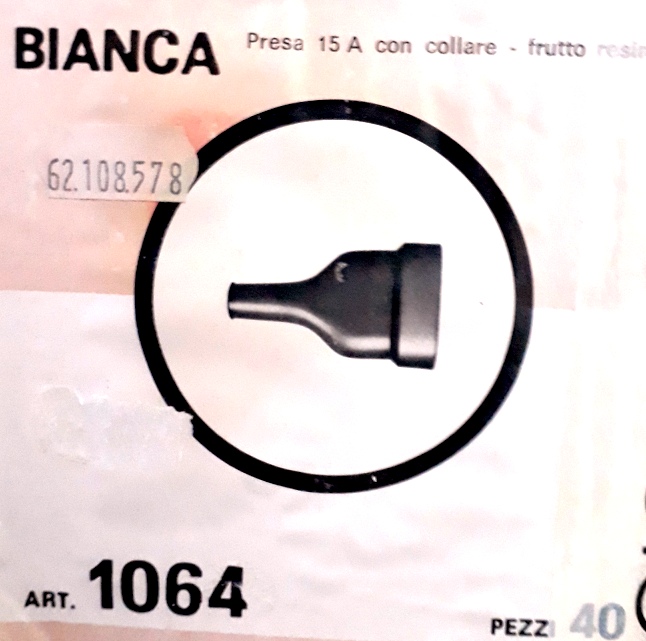 BIANCA Presa 15 A con collare - frutto
62.108.578
ART. 1064
PEZZI 40